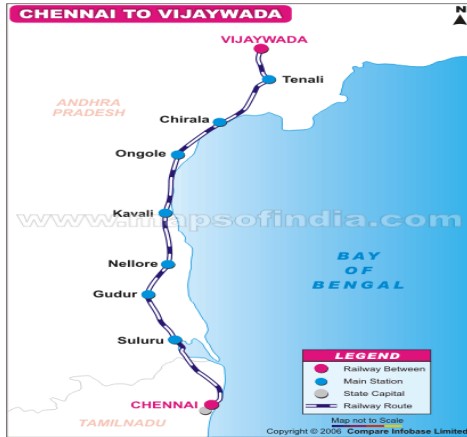 CHENNAI TO VIJAYWADA
N
VIJAYWADA
Tenali
ANDHRA
PRADESH
Chirala
Ongole
www.mapsofindia.com
Kavali
BAY
OF
BENGAL
Nellore
Gudur
Suluru
LEGEND
Railway Between
Main Station
State Capital
Railway Route
CHENNAI
TAMILNADU
Map not to Scale
Copyright © 2006 Compare Infobase Limited